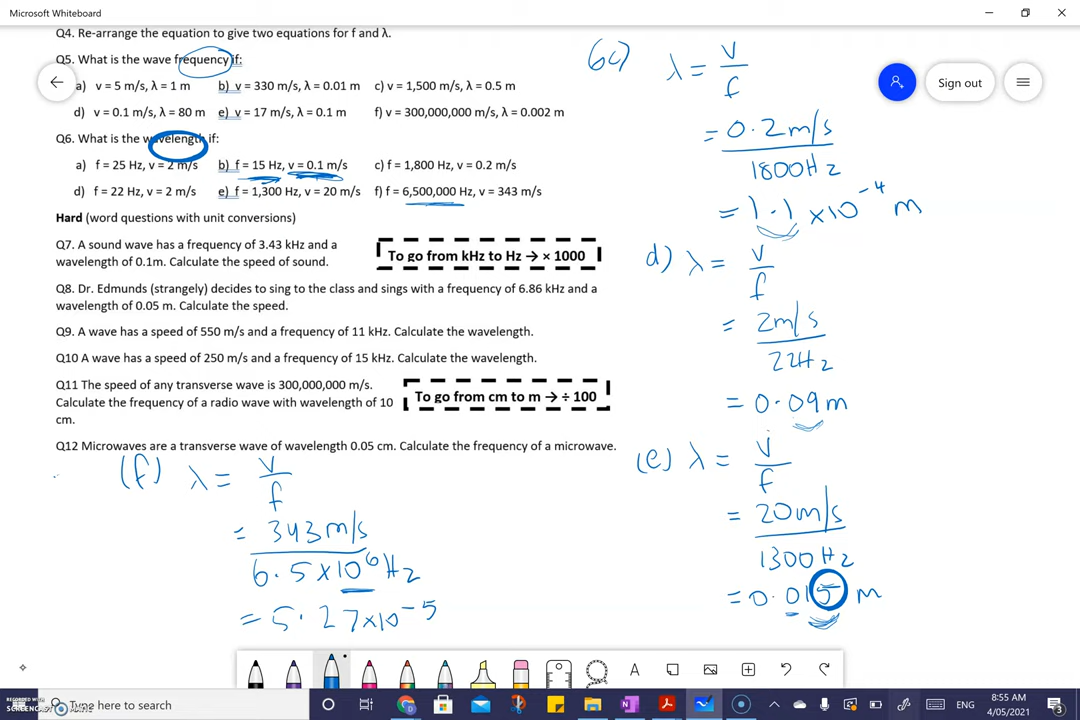 Microsoft Whiteboard
Q4. Re-arrange the equation to give two equations for f and λ.
Q5. What is the wave frequency if:
a) v = 5 m/s, λ = 1 m b) v = 330 m/s, λ = 0.01 m c) v = 1,500 m/s, λ = 0.5 m
d) v = 0.1 m/s, λ = 80 m e) v = 17 m/s, λ = 0.1 m f) v = 300,000,000 m/s, λ = 0.002 m
Q6. What is the wavelength if:
a) f = 25 Hz, v = 2 m/s b) f = 15 Hz, v = 0.1 m/s c) f = 1,800 Hz, v = 0.2 m/s
d) f = 22 Hz, v = 2 m/s e) f = 1,300 Hz, v = 20 m/s f) f = 6,500,000 Hz, v = 343 m/s
Hard (word questions with unit conversions)
Q7. A sound wave has a frequency of 3.43 kHz and a
wavelength of 0.1m. Calculate the speed of sound.
To go from kHz to Hz → × 1000
Q8. Dr. Edmunds (strangely) decides to sing to the class and sings with a frequency of 6.86 kHz and a
wavelength of 0.05 m. Calculate the speed.
Q9. A wave has a speed of 550 m/s and a frequency of 11 kHz. Calculate the wavelength.
Q10 A wave has a speed of 250 m/s and a frequency of 15 kHz. Calculate the wavelength.
Q11 The speed of any transverse wave is 300,000,000 m/s.
Calculate the frequency of a radio wave with wavelength of 10
cm.
To go from cm to m → ÷ 100
Q12 Microwaves are a transverse wave of wavelength 0.05 cm. Calculate the frequency of a microwave.
(f) λ = v
f
= 343 m/s
6.5 × 10⁶ Hz
= 5.27 × 10⁻⁵
6c) λ = v
f
= 0.2 m/s
1800 Hz
= 1.1 × 10⁻⁴ m
d) λ = v
f
= 2 m/s
22 Hz
= 0.09 m
(e) λ = v
f
= 20 m/s
1300 Hz
= 0.015 m
Sign out
A
RECORDED WITH
SCREENCAST-O-MATIC
Type here to search
ENG
8:55 AM
4/05/2021
3